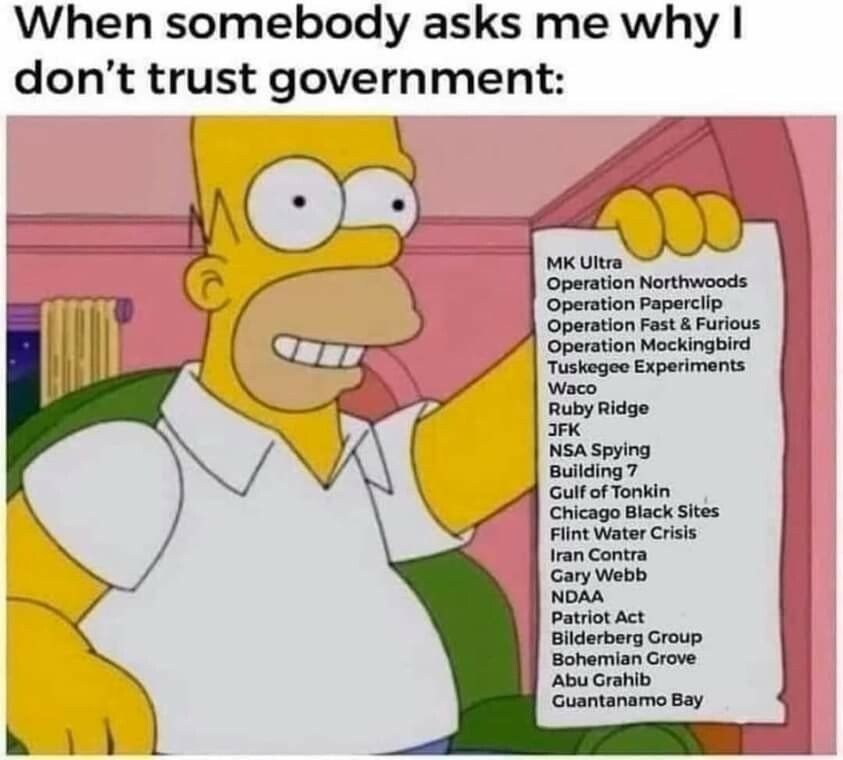 When somebody asks me why I
don't trust government:
MK Ultra
Operation Northwoods
Operation Paperclip
Operation Fast & Furious
Operation Mockingbird
Tuskegee Experiments
Waco
Ruby Ridge
JFK
NSA Spying
Building 7
Gulf of Tonkin
Chicago Black Sites
Flint Water Crisis
Iran Contra
Gary Webb
NDAA
Patriot Act
Bilderberg Group
Bohemian Grove
Abu Grahib
Guantanamo Bay